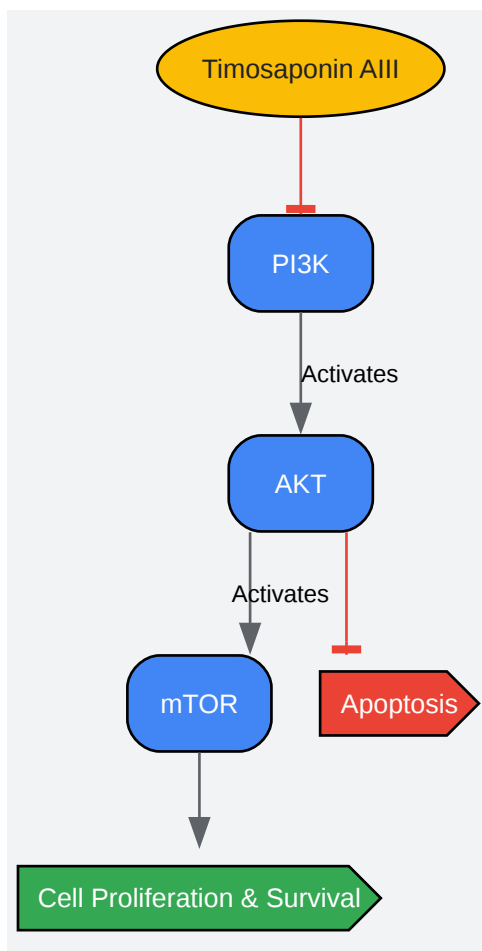 Timosaponin AIII
PI3K
Activates
AKT
Activates
mTOR
Apoptosis
Cell Proliferation & Survival